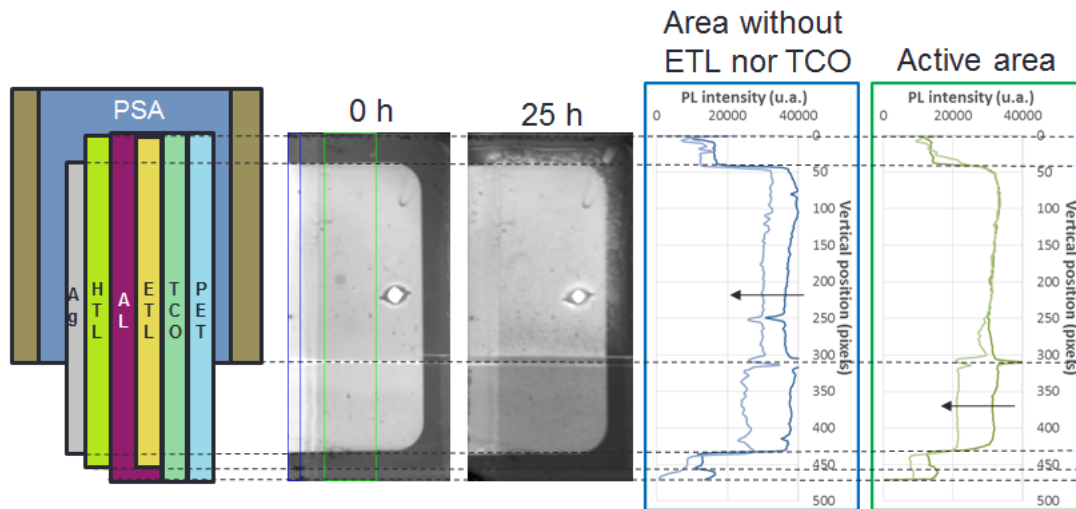 Area without
ETL nor TCO
Active area
PSA
0 h
25 h
Ag
HTL
AL
ETL
TCO
PET
PL intensity (u.a.)
0 20000 40000
0
50
100
150
200
250
300
350
400
450
500
Vertical position (pixels)
PL intensity (u.a.)
0 20000 40000
0
50
100
150
200
250
300
350
400
450
500
Vertical position (pixels)